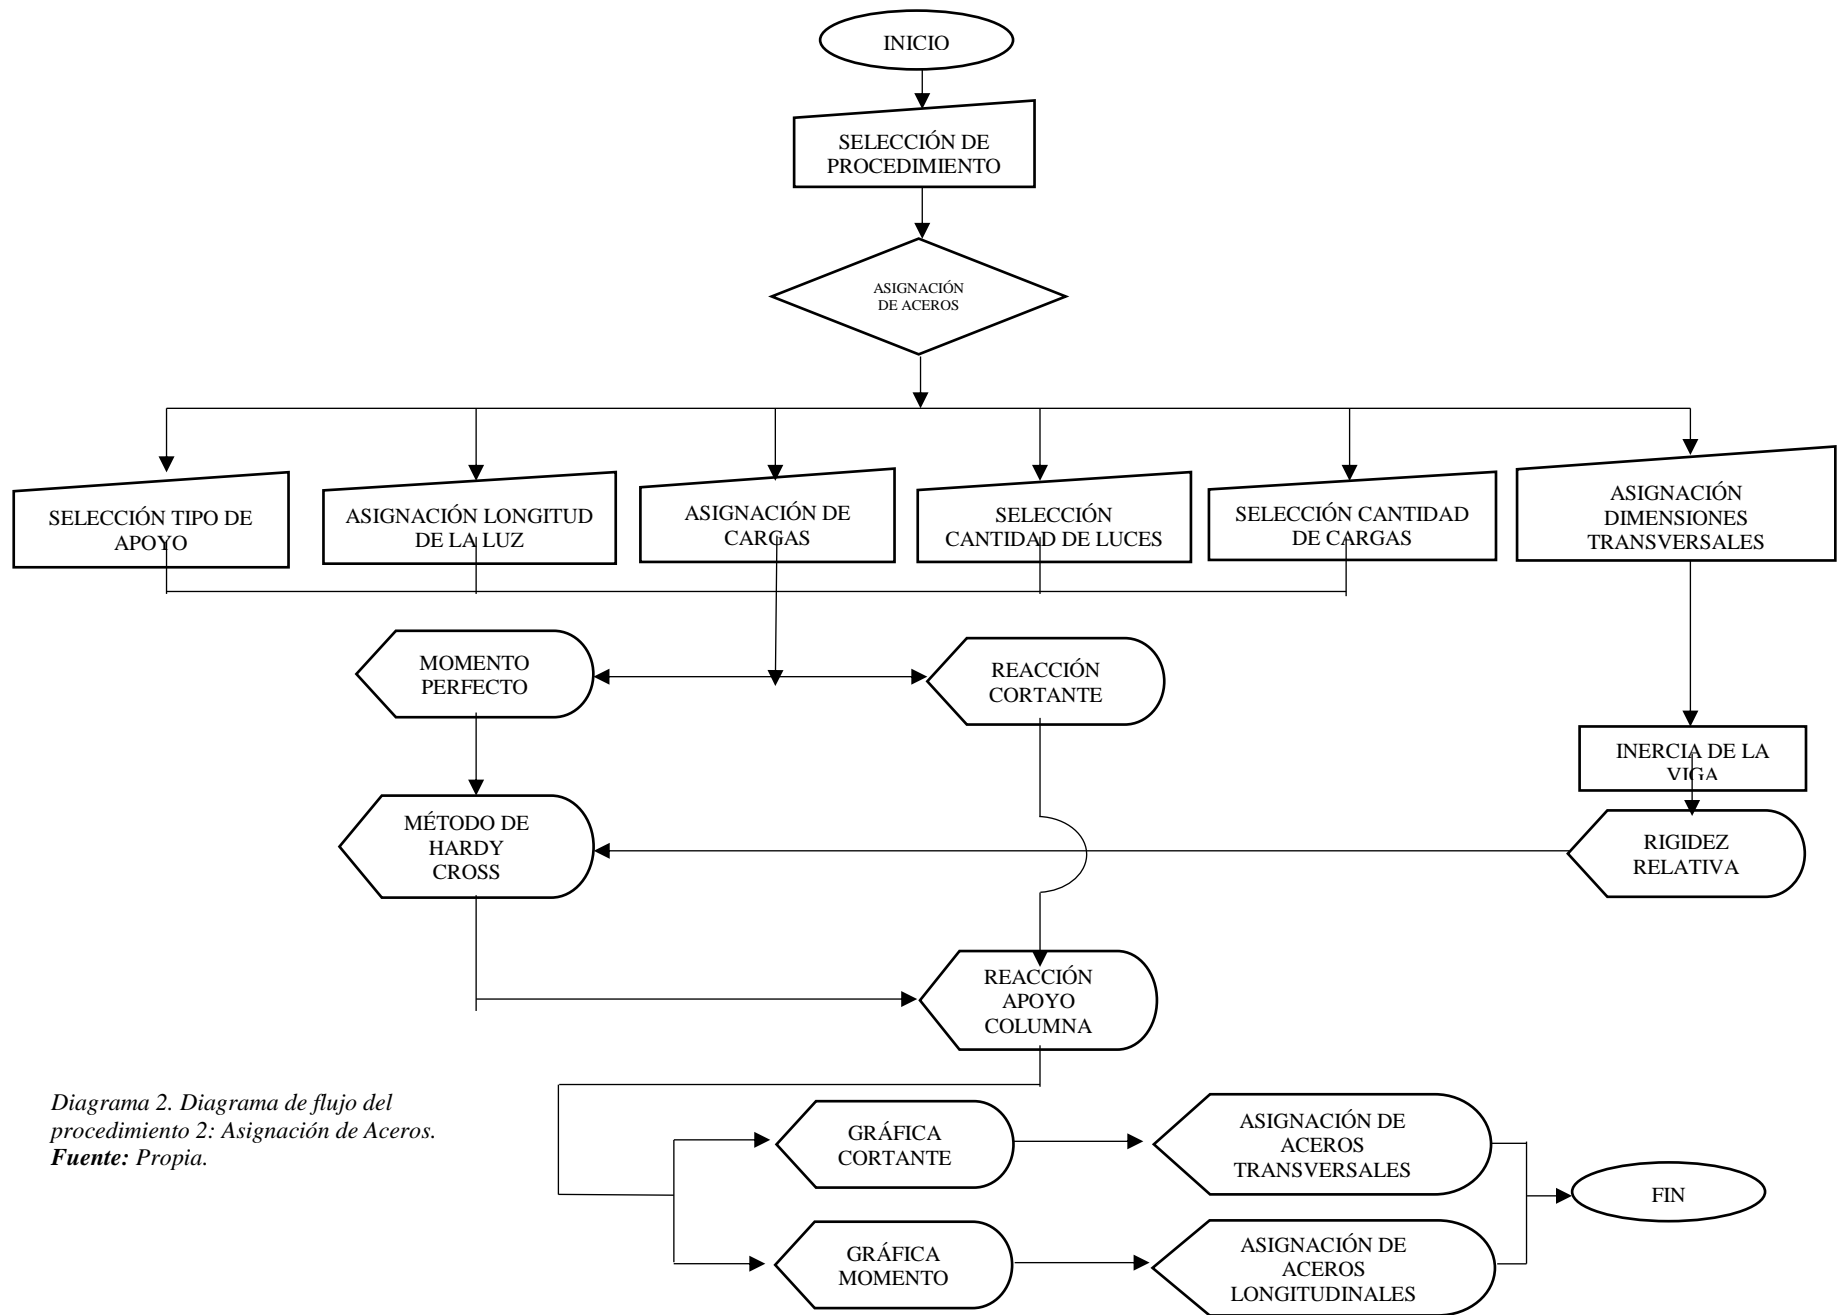 INICIO
SELECCIÓN DE
PROCEDIMIENTO
ASIGNACIÓN
DE ACEROS
SELECCIÓN TIPO DE
APOYO
ASIGNACIÓN LONGITUD
DE LA LUZ
ASIGNACIÓN DE
CARGAS
SELECCIÓN
CANTIDAD DE LUCES
SELECCIÓN CANTIDAD
DE CARGAS
ASIGNACIÓN
DIMENSIONES
TRANSVERSALES
MOMENTO
PERFECTO
REACCIÓN
CORTANTE
INERCIA DE LA
VIGA
MÉTODO DE
HARDY
CROSS
RIGIDEZ
RELATIVA
REACCIÓN
APOYO
COLUMNA
Diagrama 2. Diagrama de flujo del
procedimiento 2: Asignación de Aceros.
Fuente: Propia.
GRÁFICA
CORTANTE
ASIGNACIÓN DE
ACEROS
TRANSVERSALES
FIN
GRÁFICA
MOMENTO
ASIGNACIÓN DE
ACEROS
LONGITUDINALES